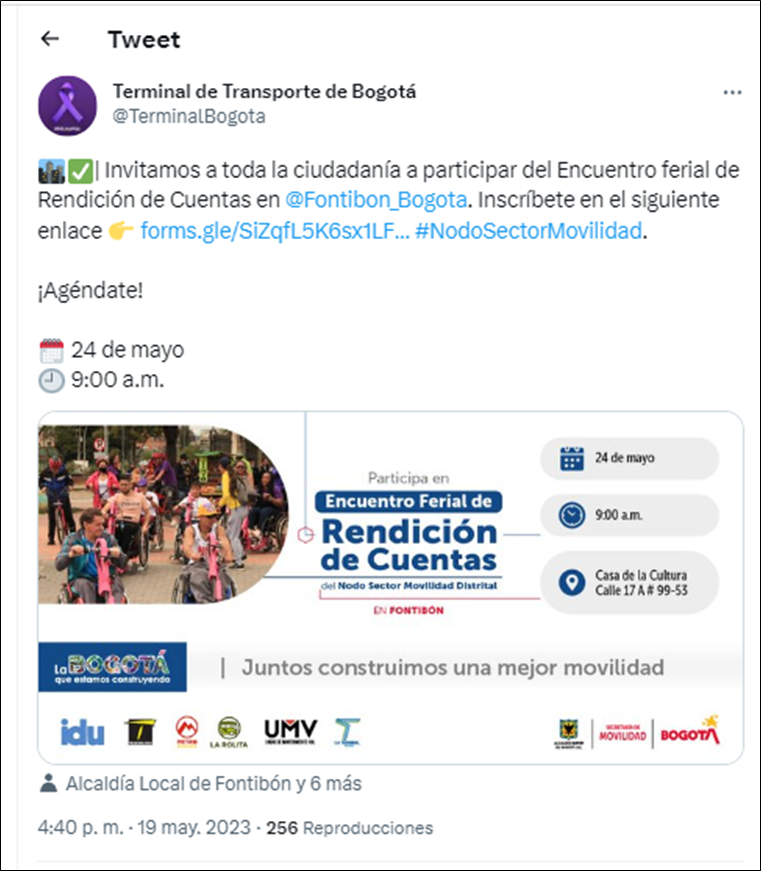 Tweet
Terminal de Transporte de Bogotá
@TerminalBogota
| Invitamos a toda la ciudadanía a participar del Encuentro ferial de
Rendición de Cuentas en @Fontibon_Bogota. Inscríbete en el siguiente
enlace 👉 forms.gle/SiZqfL5K6sx1LF... #NodoSectorMovilidad.
¡Agéndate!
24 de mayo
9:00 a.m.
Participa en
Encuentro Ferial de
Rendición
de Cuentas
del Nodo Sector Movilidad Distrital
EN FONTIBÓN
24 de mayo
9:00 a.m.
Casa de la Cultura
Calle 17 A # 99-53
La BOGOTÁ
que estamos construyendo
| Juntos construimos una mejor movilidad
idu
LA ROLITA
UMV
SECRETARÍA DE
MOVILIDAD
BOGOTÁ
Alcaldía Local de Fontibón y 6 más
4:40 p. m. · 19 may. 2023 · 256 Reproducciones